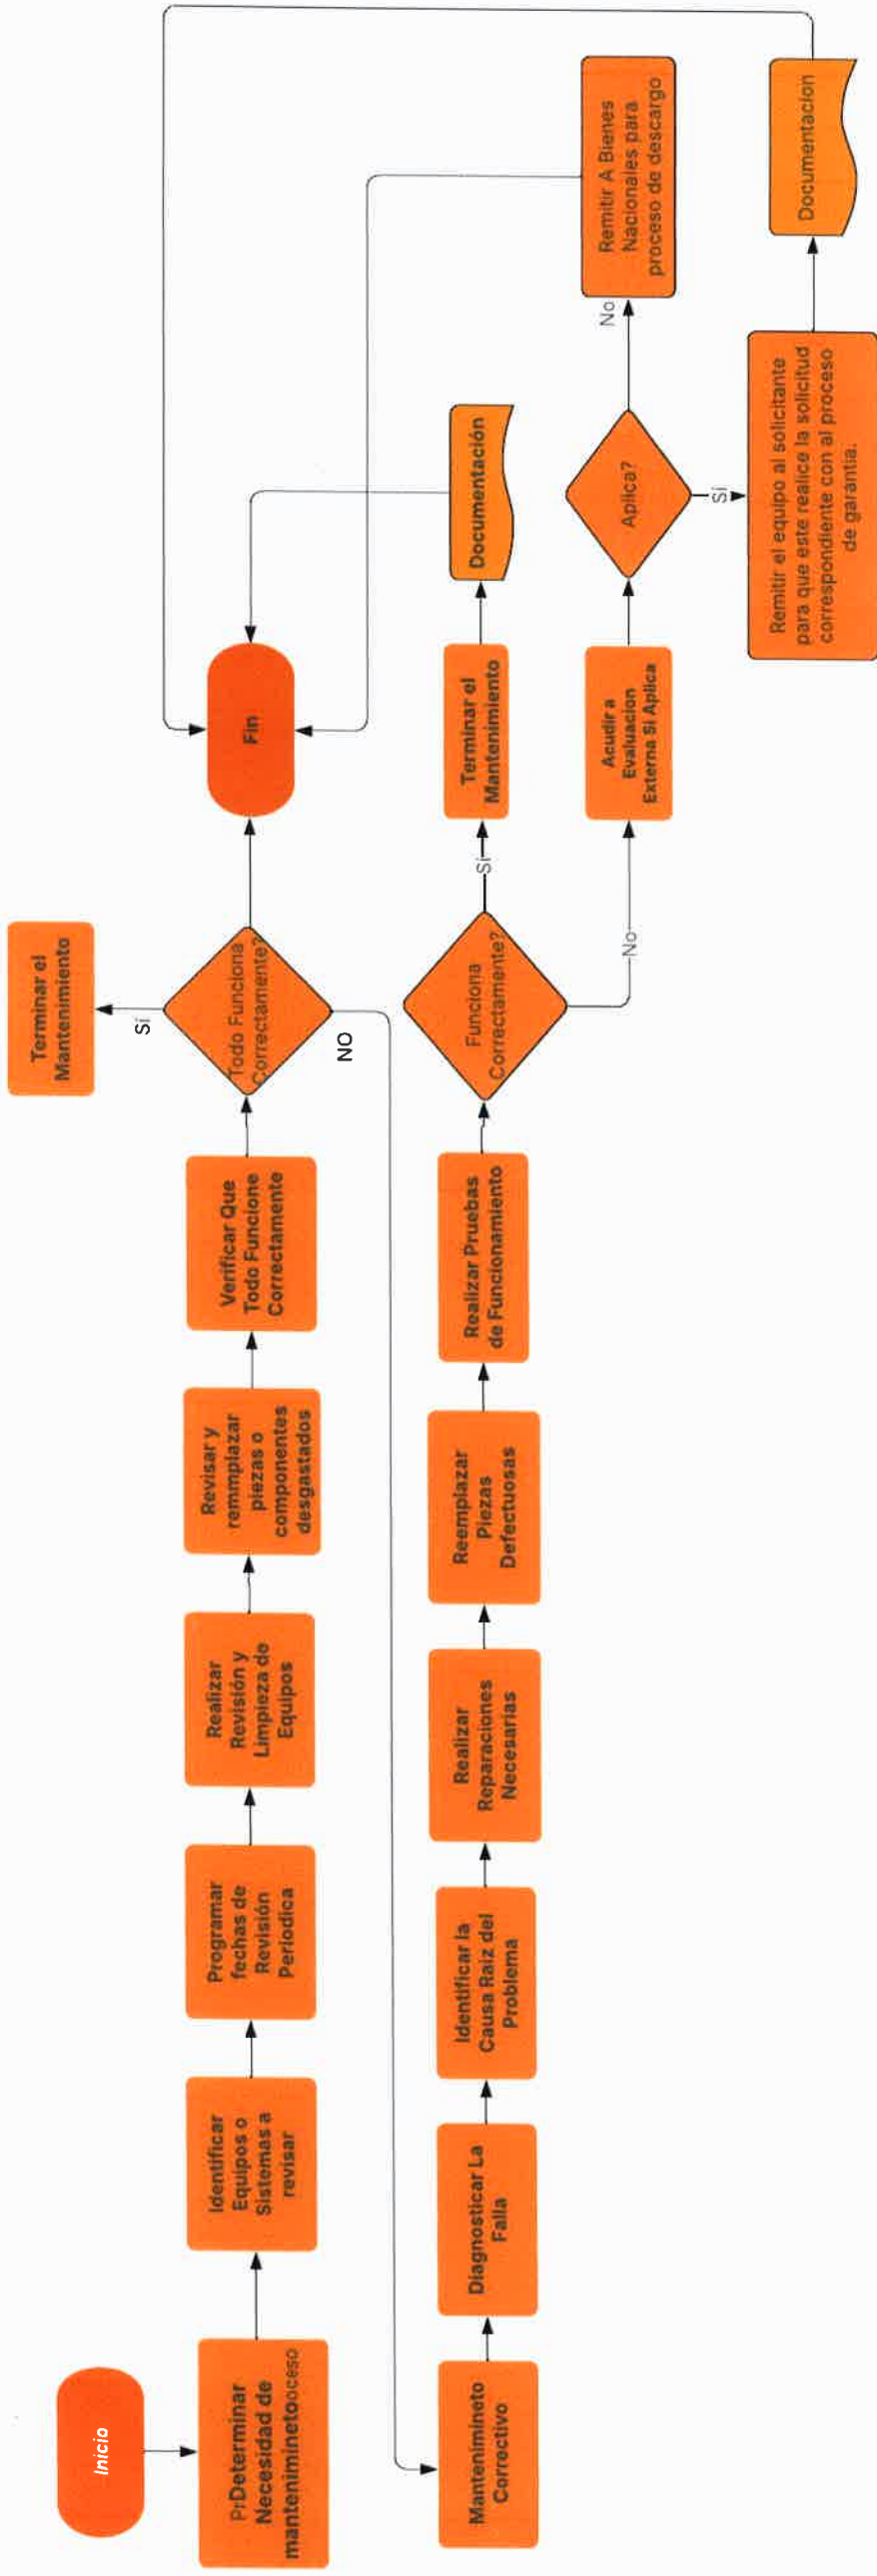 Inicio
PrDeterminar
Necesidad de
manteniminetooceso
Identificar
Equipos o
Sistemas a
revisar
Programar
fechas de
Revisión
Periodica
Realizar
Revisión y
Limpieza de
Equipos
Revisar y
remmplazar
piezas o
componentes
desgastados
Verificar Que
Todo Funcione
Correctamente
Todo Funciona
Correctamente?
Si
Terminar el
Mantenimiento
NO
Fin
Mantenimineto
Correctivo
Diagnosticar La
Falla
Identificar la
Causa Raiz del
Problema
Realizar
Reparaciones
Necesarias
Reemplazar
Piezas
Defectuosas
Realizar Pruebas
de Funcionamiento
Funciona
Correctamente?
Si
Terminar el
Mantenimiento
Documentación
No
Acudir a
Evaluacion
Externa Si Aplica
Aplica?
No
Remitir A Bienes
Nacionales para
proceso de descargo
Si
Remitir el equipo al solicitante
para que este realice la solicitud
correspondiente con al proceso
de garantia.
Documentacion